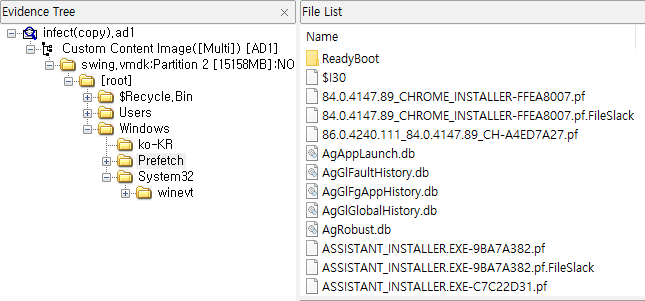 Evidence Tree
infect(copy).ad1
Custom Content Image([Multi]) [AD1]
swing.vmdk:Partition 2 [15158MB]:NO
[root]
$Recycle.Bin
Users
Windows
ko-KR
Prefetch
System32
winevt
File List
Name
ReadyBoot
$I30
84.0.4147.89_CHROME_INSTALLER-FFEA8007.pf
84.0.4147.89_CHROME_INSTALLER-FFEA8007.pf.FileSlack
86.0.4240.111_84.0.4147.89_CH-A4ED7A27.pf
AgAppLaunch.db
AgGlFaultHistory.db
AgGlFgAppHistory.db
AgGlGlobalHistory.db
AgRobust.db
ASSISTANT_INSTALLER.EXE-9BA7A382.pf
ASSISTANT_INSTALLER.EXE-9BA7A382.pf.FileSlack
ASSISTANT_INSTALLER.EXE-C7C22D31.pf